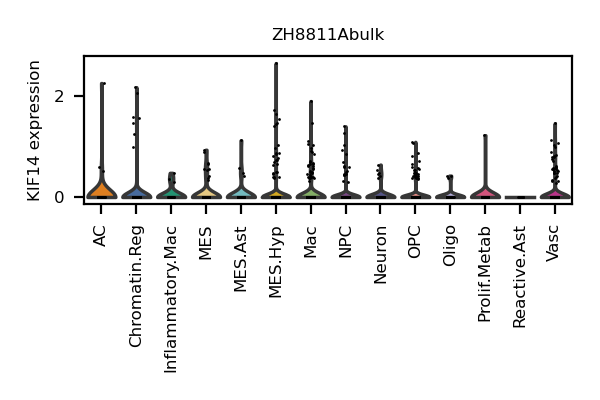 ZH8811Abulk
KIF14 expression
2
0
AC
Chromatin.Reg
Inflammatory.Mac
MES
MES.Ast
MES.Hyp
Mac
NPC
Neuron
OPC
Oligo
Prolif.Metab
Reactive.Ast
Vasc